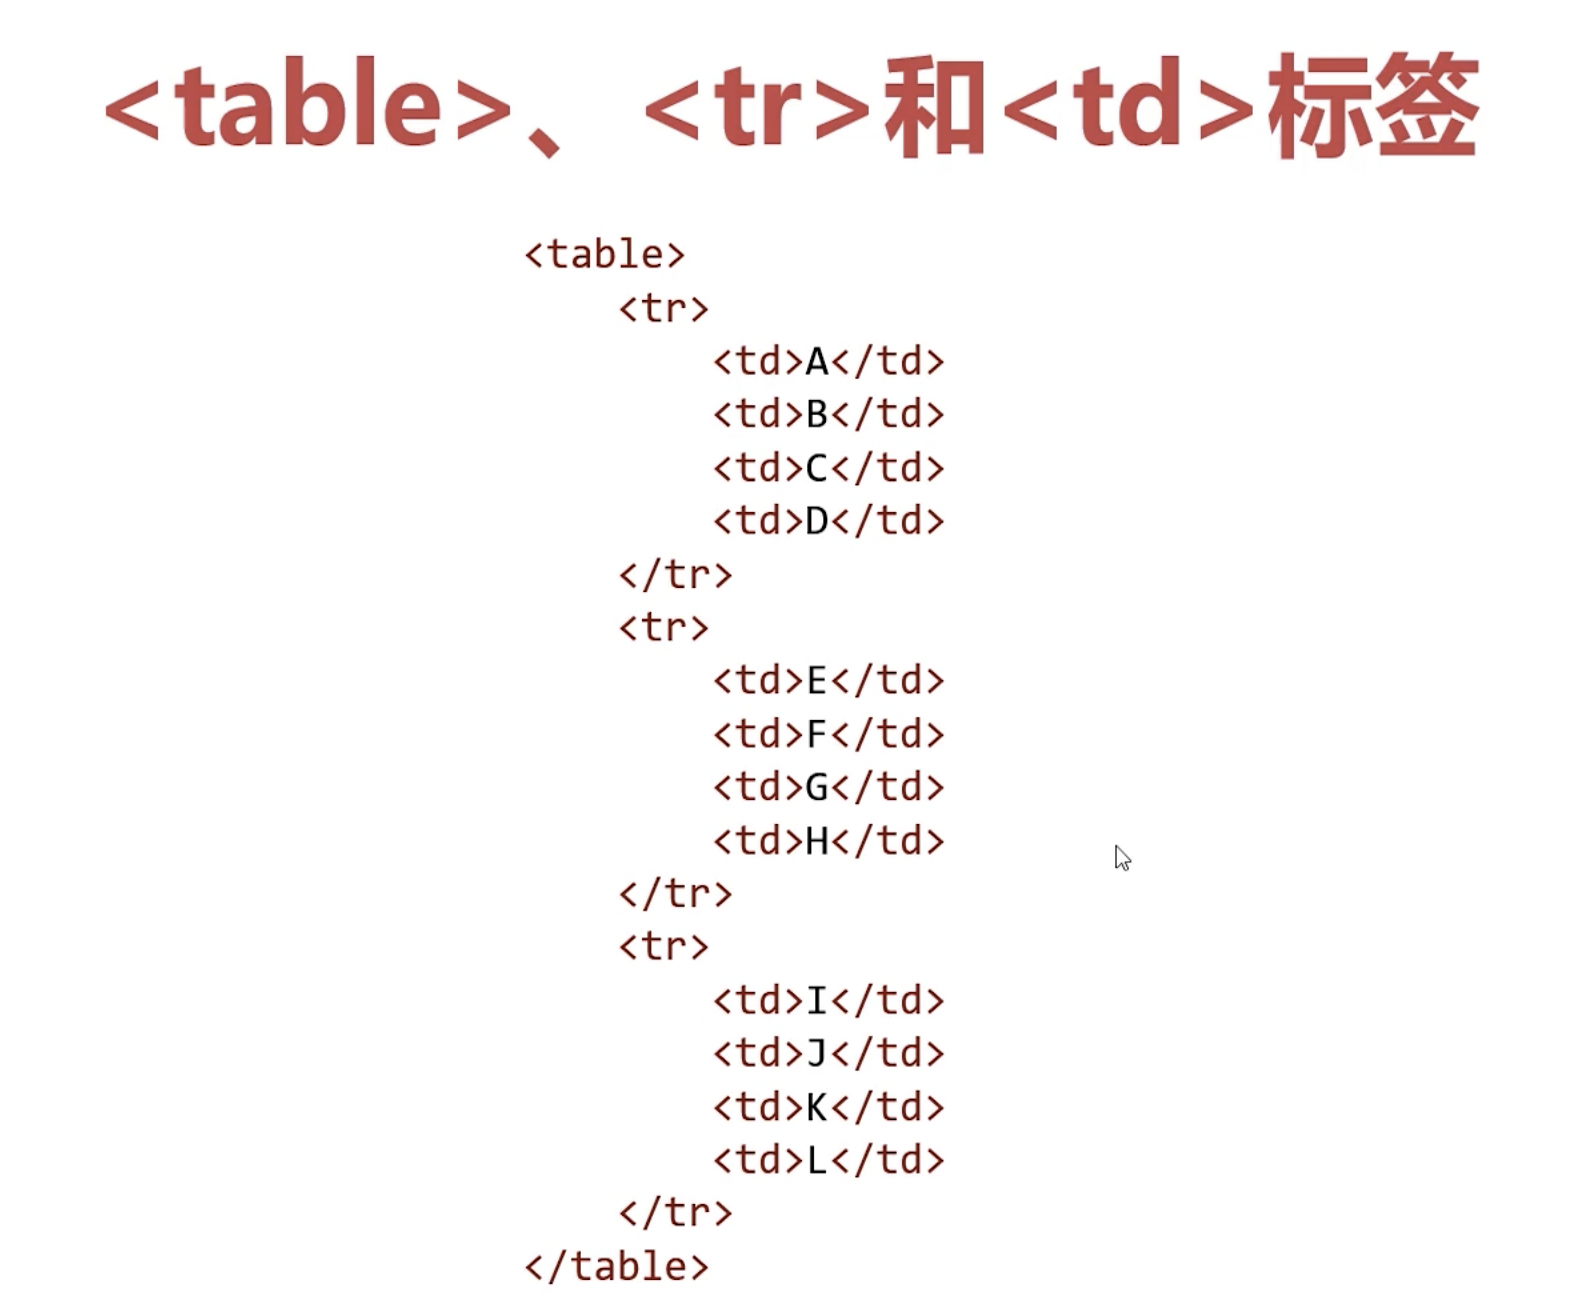 <table>、<tr>和<td>标签
<table>
<tr>
<td>A</td>
<td>B</td>
<td>C</td>
<td>D</td>
</tr>
<tr>
<td>E</td>
<td>F</td>
<td>G</td>
<td>H</td>
</tr>
<tr>
<td>I</td>
<td>J</td>
<td>K</td>
<td>L</td>
</tr>
</table>